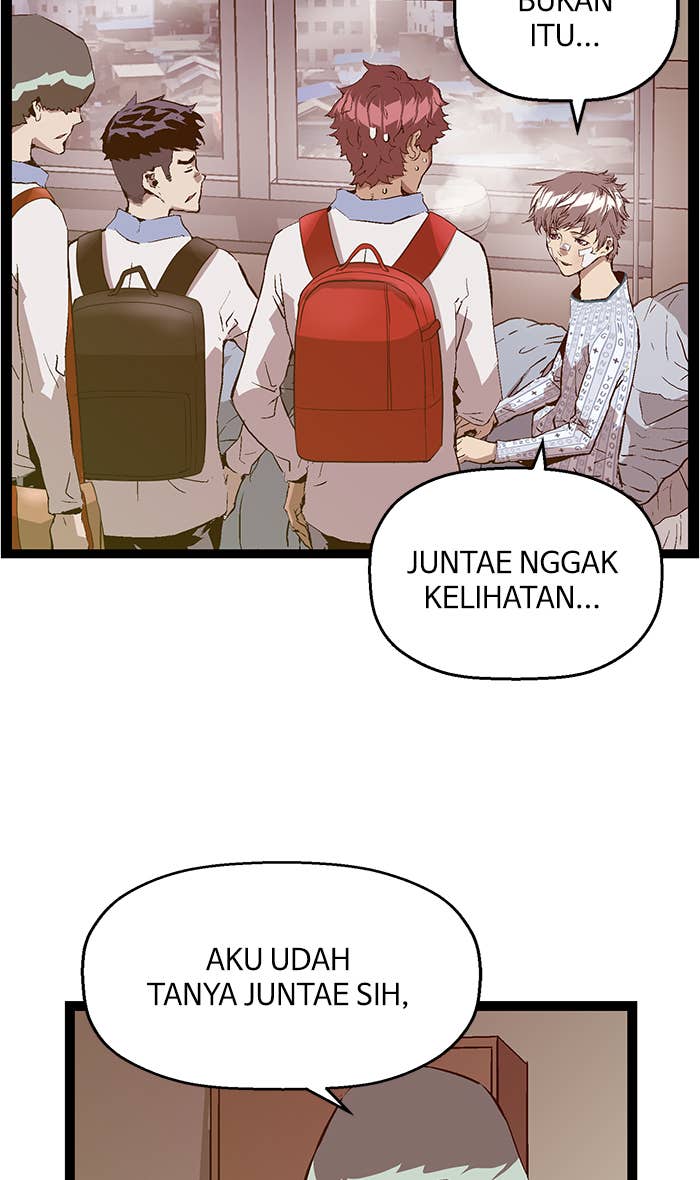 BUKAN
ITU...
JUNTAE NGGAK
KELIHATAN...
AKU UDAH
TANYA JUNTAE SIH,